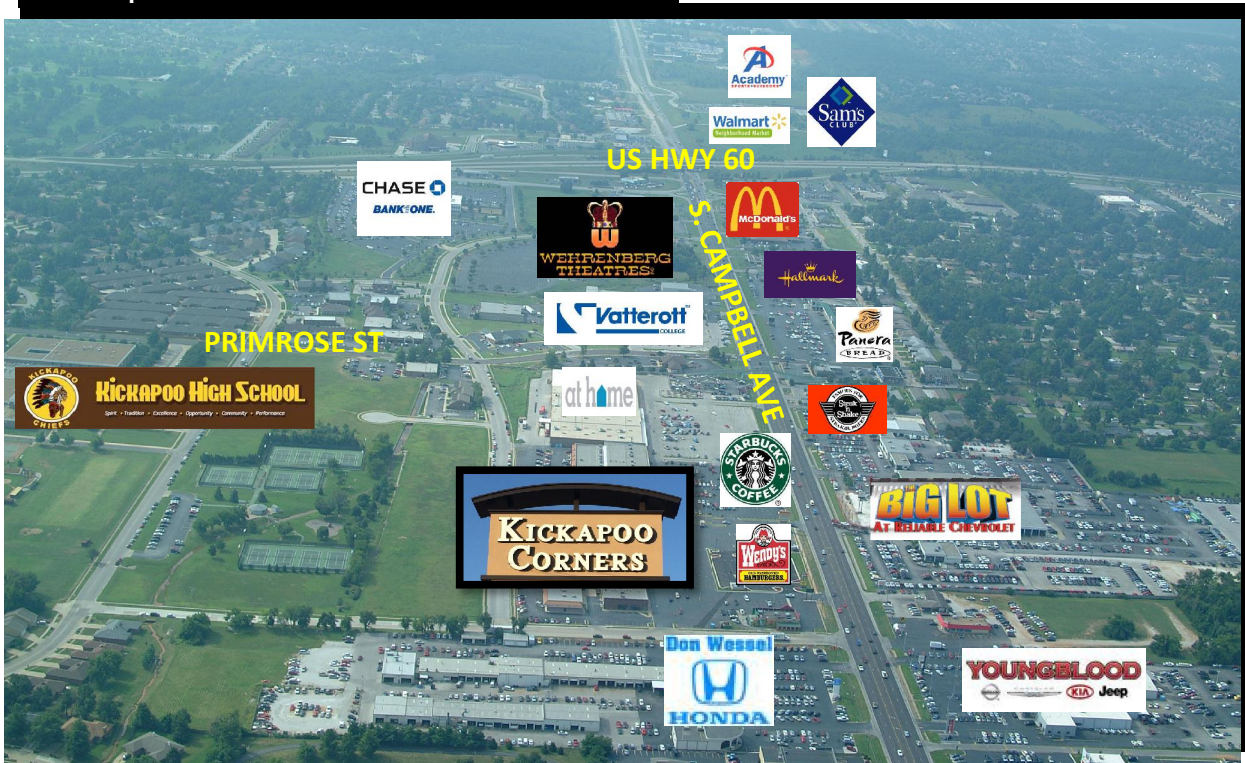 Academy
SPORTS+OUTDOORS
Sam's
CLUB
Walmart
Neighborhood Market
US HWY 60
CHASE
BANK ONE.
McDonald's
W
WEHRENBERG
THEATRES
S. CAMPBELL AVE
Hallmark
Vatterott
COLLEGE
Panera
BREAD
PRIMROSE ST
KICKAPOO
CHIEFS
KICKAPOO HIGH SCHOOL
Spirit • Tradition • Excellence • Opportunity • Community • Performance
at home
Steak
n
Shake
STARBUCKS
COFFEE
BIG LOT
AT RELIABLE CHEVROLET
KICKAPOO
CORNERS
WENDY'S
OLD FASHIONED
HAMBURGERS
Don Wessel
HONDA
YOUNGBLOOD
KIA Jeep